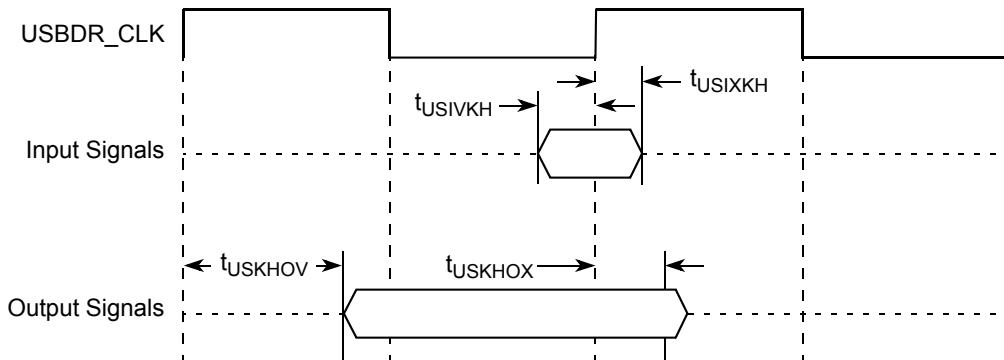 USBDR_CLK
tUSIXKH
tUSIVKH
Input Signals
tUSKHOV
tUSKHOX
Output Signals